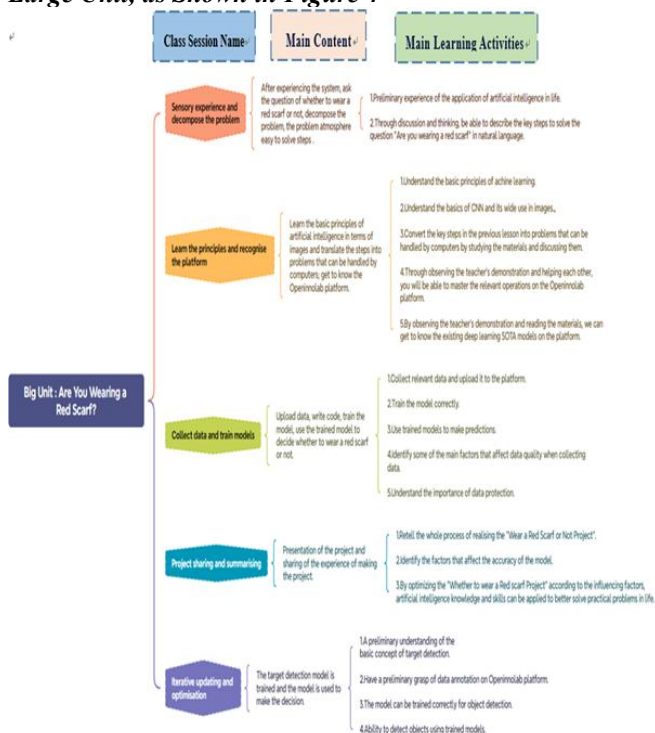 Large Unit, as Shown in Figure 4
Class Session Name
Main Content
Main Learning Activities
Big Unit : Are You Wearing a
Red Scarf?
Sensory experience and
decompose the problem
After experiencing the system, ask
the question of whether to wear a
red scarf or not, decompose the
problem, the problem atmosphere
easy to solve steps .
1.Preliminary experience of the application of artificial intelligence in life.
2.Through discussion and thinking, be able to describe the key steps to solve the
question "Are you wearing a red scarf" in natural language.
Learn the principles and recognise
the platform
Learn the basic principles of
artificial intelligence in terms of
images and translate the steps into
problems that can be handled by
computers; get to know the
Openinnolab platform.
1.Understand the basic principles of achine learning.
2.Understand the basics of CNN and its wide use in images.,
3.Convert the key steps in the previous lesson into problems that can be
handled by computers by studying the materials and discussing them.
4.Through observing the teacher's demonstration and helping each other,
you will be able to master the relevant operations on the Openinnolab
platform.
5.By observing the teacher's demonstration and reading the materials, we can
get to know the existing deep learning SOTA models on the platform.
Collect data and train models
Upload data, write code, train the
model, use the trained model to
decide whether to wear a red scarf
or not.
1.Collect relevant data and upload it to the platform.
2.Train the model correctly.
3.Use trained models to make predictions.
4.Identify some of the main factors that affect data quality when collecting
data.
5.Understand the importance of data protection.
Project sharing and summarising
Presentation of the project and
sharing of the experience of making
the project.
1.Retell the whole process of realising the "Wear a Red Scarf or Not Project".
2.Identify the factors that affect the accuracy of the model.
3.By optimizing the "Whether to wear a Red scarf Project" according to the influencing factors,
artificial intelligence knowledge and skills can be applied to better solve practical problems in life.
Iterative updating and
optimisation
The target detection model is
trained and the model is used to
make the decision.
1.A preliminary understanding of the
basic concept of target detection.
2.Have a preliminary grasp of data annotation on Openinnolab platform.
3.The model can be trained correctly for object detection.
4.Ability to detect objects using trained models.